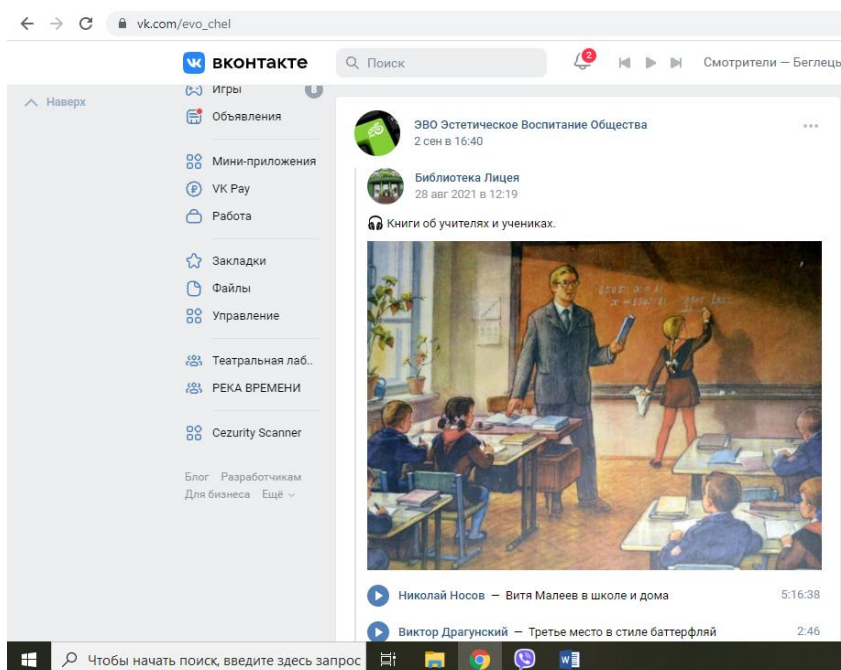 vk.com/evo_chel
вконтакте
Поиск
2
Смотрители — Беглецы
Наверх
Игры
8
Объявления
Мини-приложения
VK Pay
Работа
Закладки
Файлы
Управление
Театральная лаб..
РЕКА ВРЕМЕНИ
Cezurity Scanner
Блог Разработчикам
Для бизнеса Ещё
ЭВО Эстетическое Воспитание Общества
2 сен в 16:40
Библиотека Лицея
28 авг 2021 в 12:19
Книги об учителях и учениках.
Николай Носов — Витя Малеев в школе и дома
5:16:38
Виктор Драгунский — Третье место в стиле баттерфляй
2:46
Чтобы начать поиск, введите здесь запрос